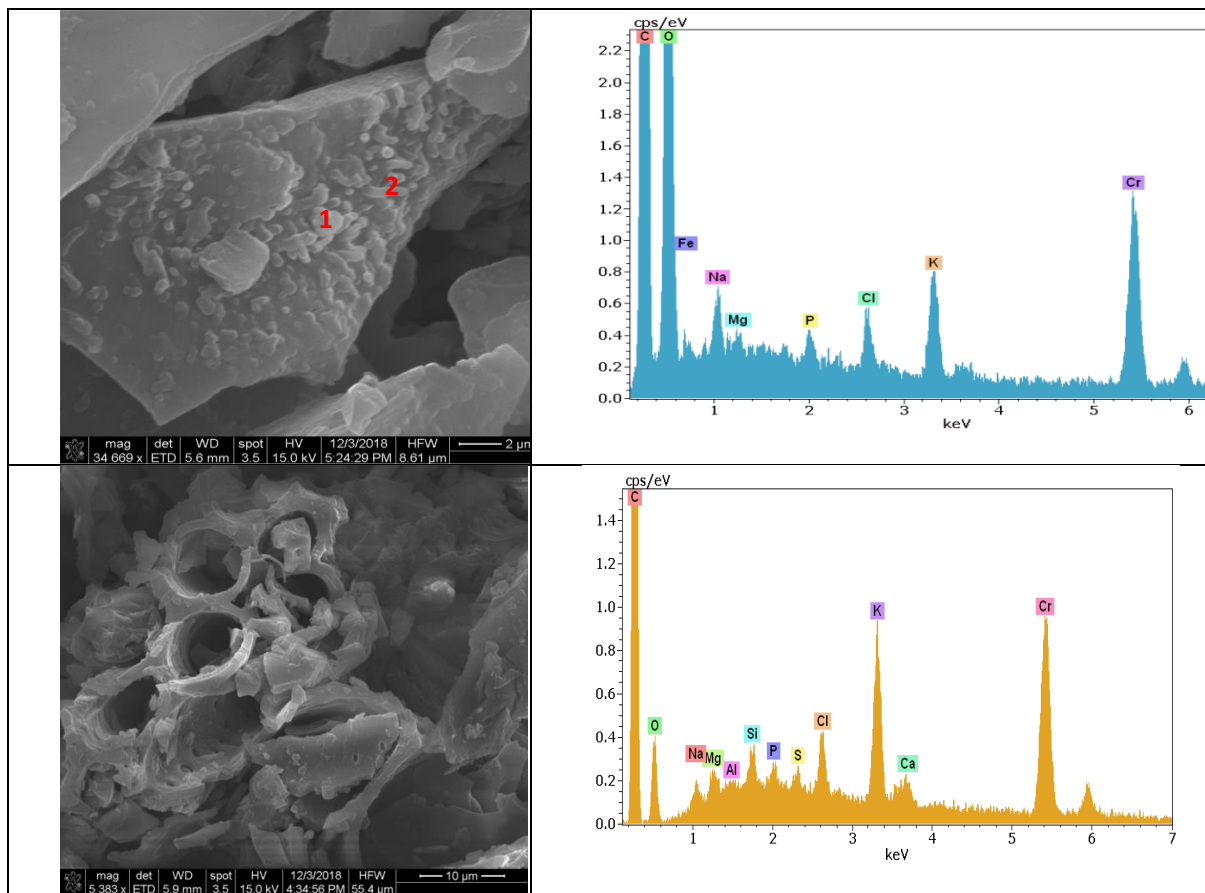 2
1
mag det WD spot HV 12/3/2018 HFW 2 µm
34 669 x ETD 5.6 mm 3.5 15.0 kV 5:24:29 PM 8.61 µm
cps/eV
C O
2.2
2.0
1.8
1.6
1.4
Cr
1.2
1.0
Fe
K
0.8
Na
Cl
0.6
Mg P
0.4
0.2
0.0
1 2 3 4 5 6
keV
mag det WD spot HV 12/3/2018 HFW 10 µm
5 383 x ETD 5.9 mm 3.5 15.0 kV 4:34:56 PM 55.4 µm
cps/eV
C
1.4
1.2
K Cr
1.0
0.8
0.6
O Si Cl
0.4
Na Mg Al P S Ca
0.2
0.0
1 2 3 4 5 6 7
keV